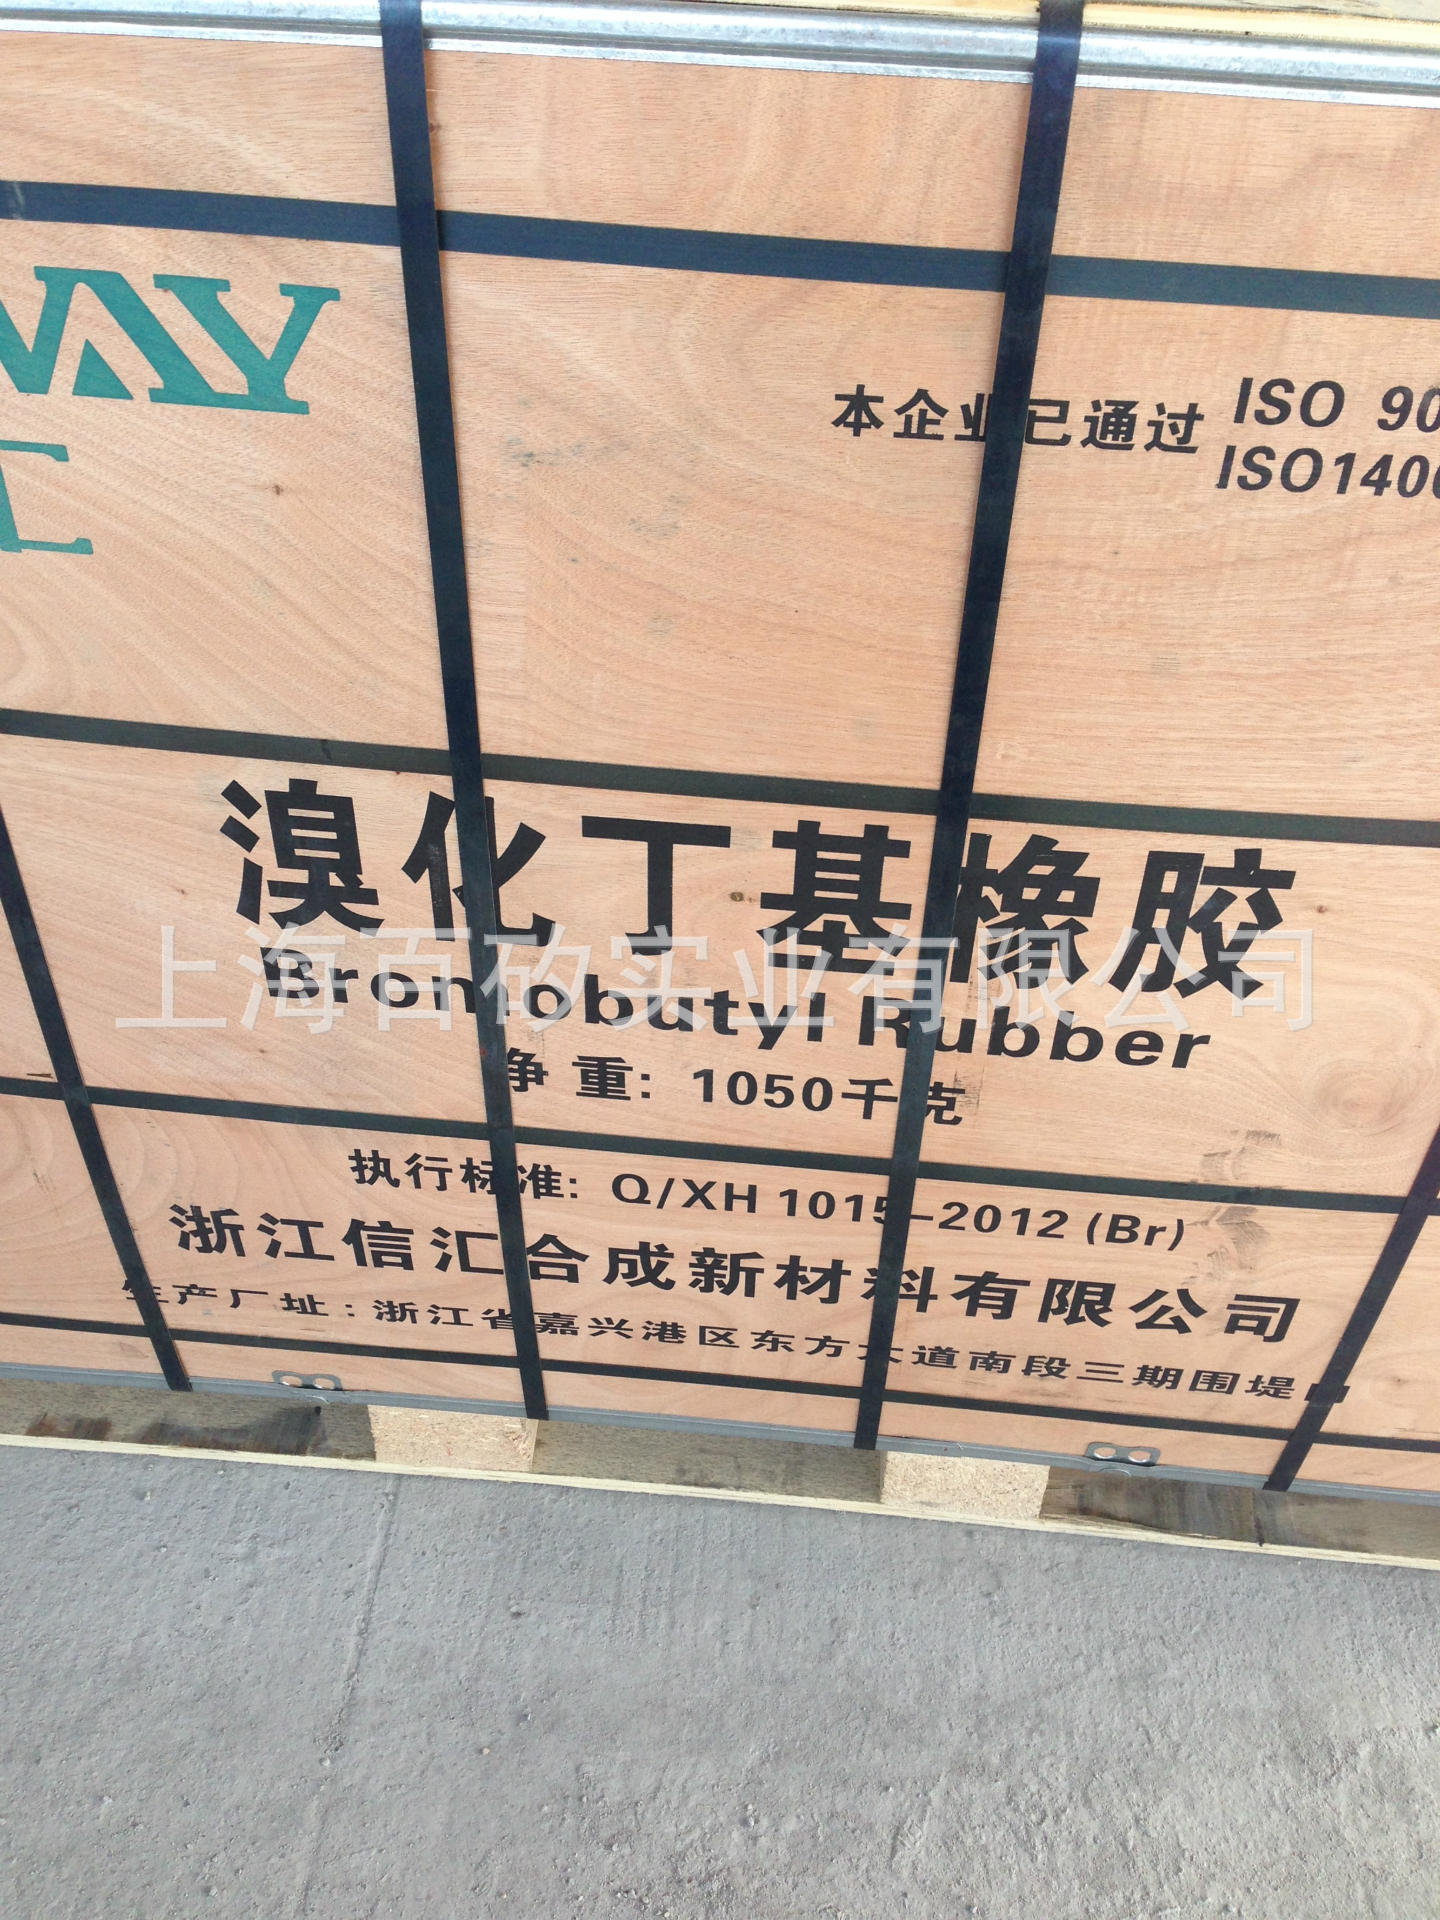 WAY
本企业已通过 ISO 90
ISO1400
溴化丁基橡胶
Bromobutyl Rubber
上海百矽实业有限公司
净重: 1050千克
执行标准: Q/XH 1015-2012 (Br)
浙江信汇合成新材料有限公司
生产厂址: 浙江省嘉兴港区东方大道南段三期围堤内